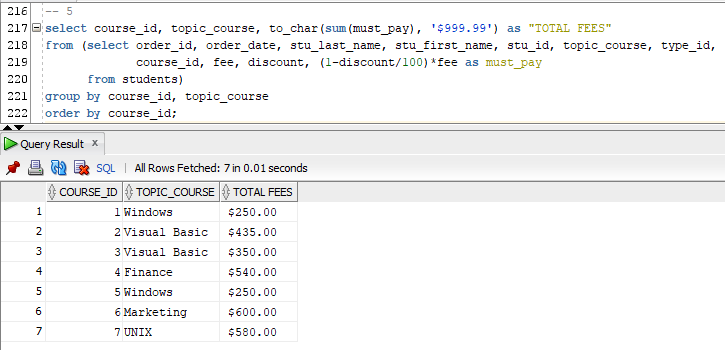 216 -- 5
217 select course_id, topic_course, to_char(sum(must_pay), '$999.99') as "TOTAL FEES"
218 from (select order_id, order_date, stu_last_name, stu_first_name, stu_id, topic_course, type_id,
219 course_id, fee, discount, (1-discount/100)*fee as must_pay
220 from students)
221 group by course_id, topic_course
222 order by course_id;
Query Result x
SQL | All Rows Fetched: 7 in 0.01 seconds
COURSE_ID TOPIC_COURSE TOTAL FEES
1 1 Windows $250.00
2 2 Visual Basic $435.00
3 3 Visual Basic $350.00
4 4 Finance $540.00
5 5 Windows $250.00
6 6 Marketing $600.00
7 7 UNIX $580.00